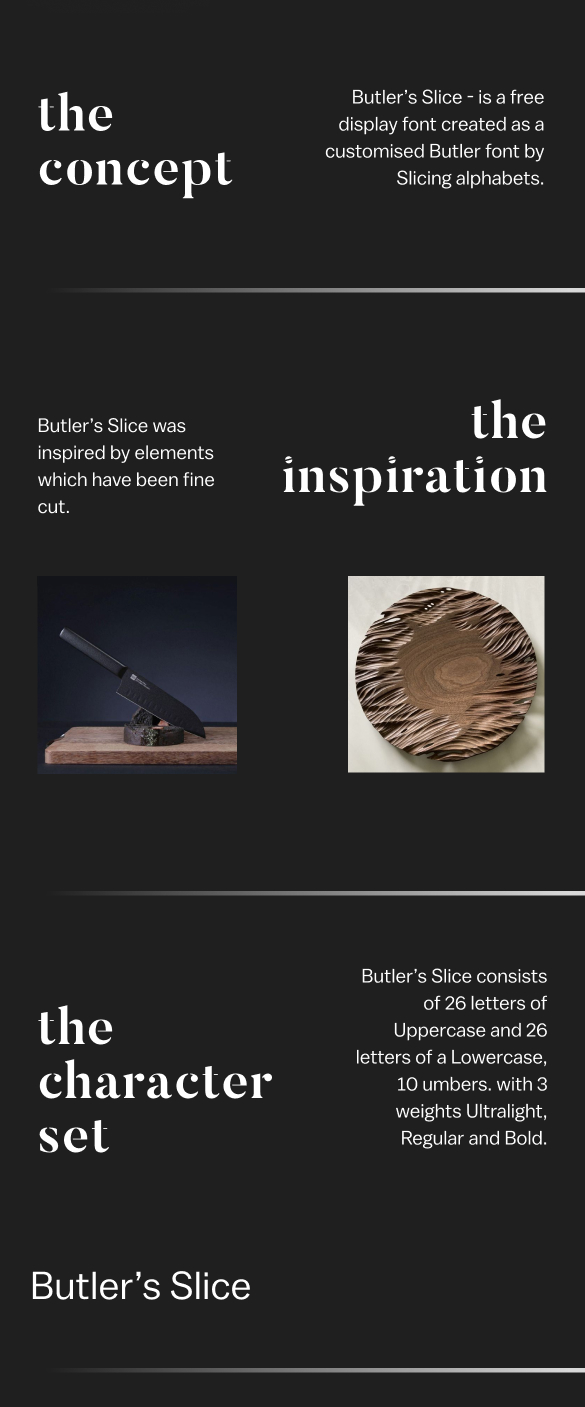 the
concept
Butler’s Slice - is a free
display font created as a
customised Butler font by
Slicing alphabets.
Butler’s Slice was
inspired by elements
which have been fine
cut.
the
inspiration
the
character
set
Butler’s Slice consists
of 26 letters of
Uppercase and 26
letters of a Lowercase,
10 umbers. with 3
weights Ultralight,
Regular and Bold.
Butler’s Slice